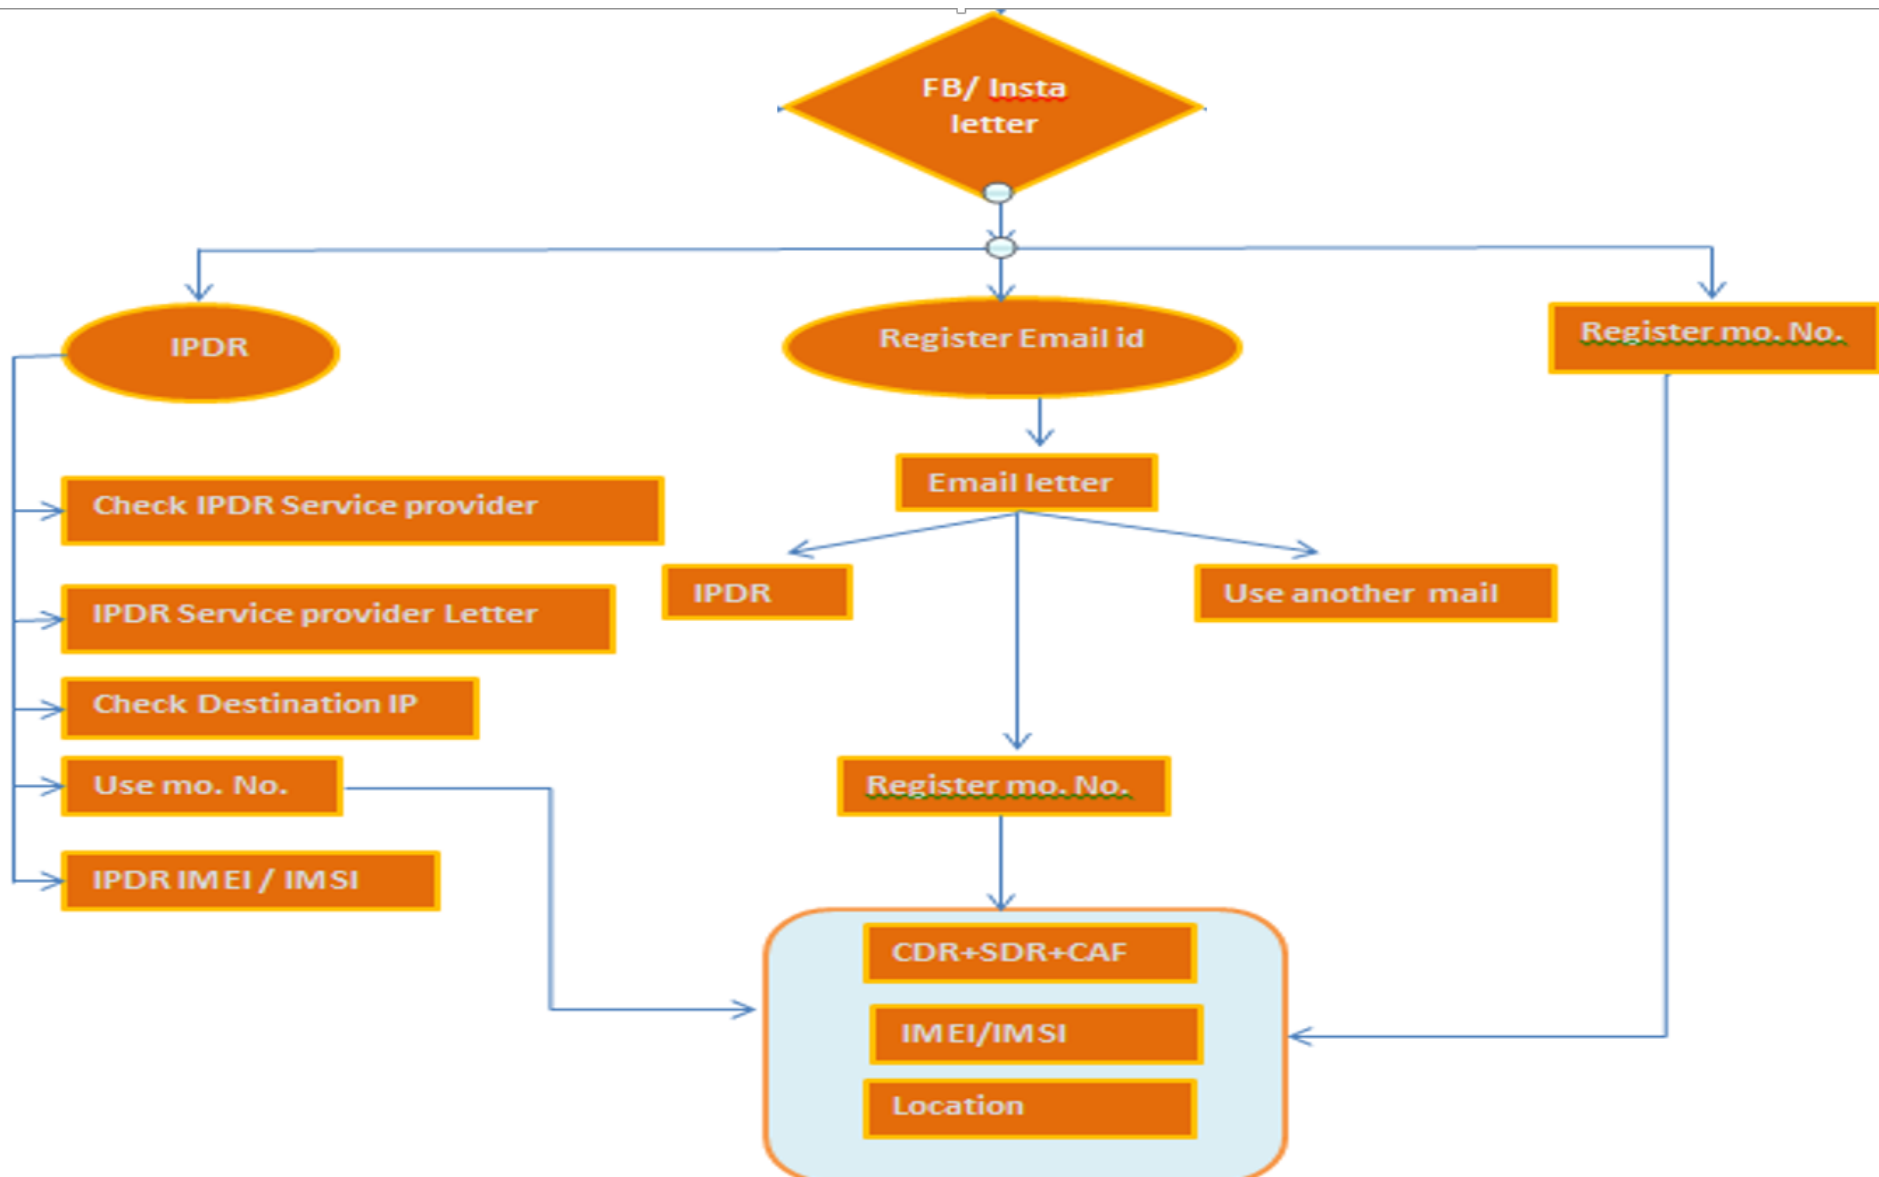 FB/ Insta
letter
IPDR
Register Email id
Register mo. No.
Check IPDR Service provider
IPDR Service provider Letter
Check Destination IP
Use mo. No.
IPDR IMEI / IMSI
Email letter
IPDR
Use another mail
Register mo. No.
CDR+SDR+CAF
IMEI/IMSI
Location